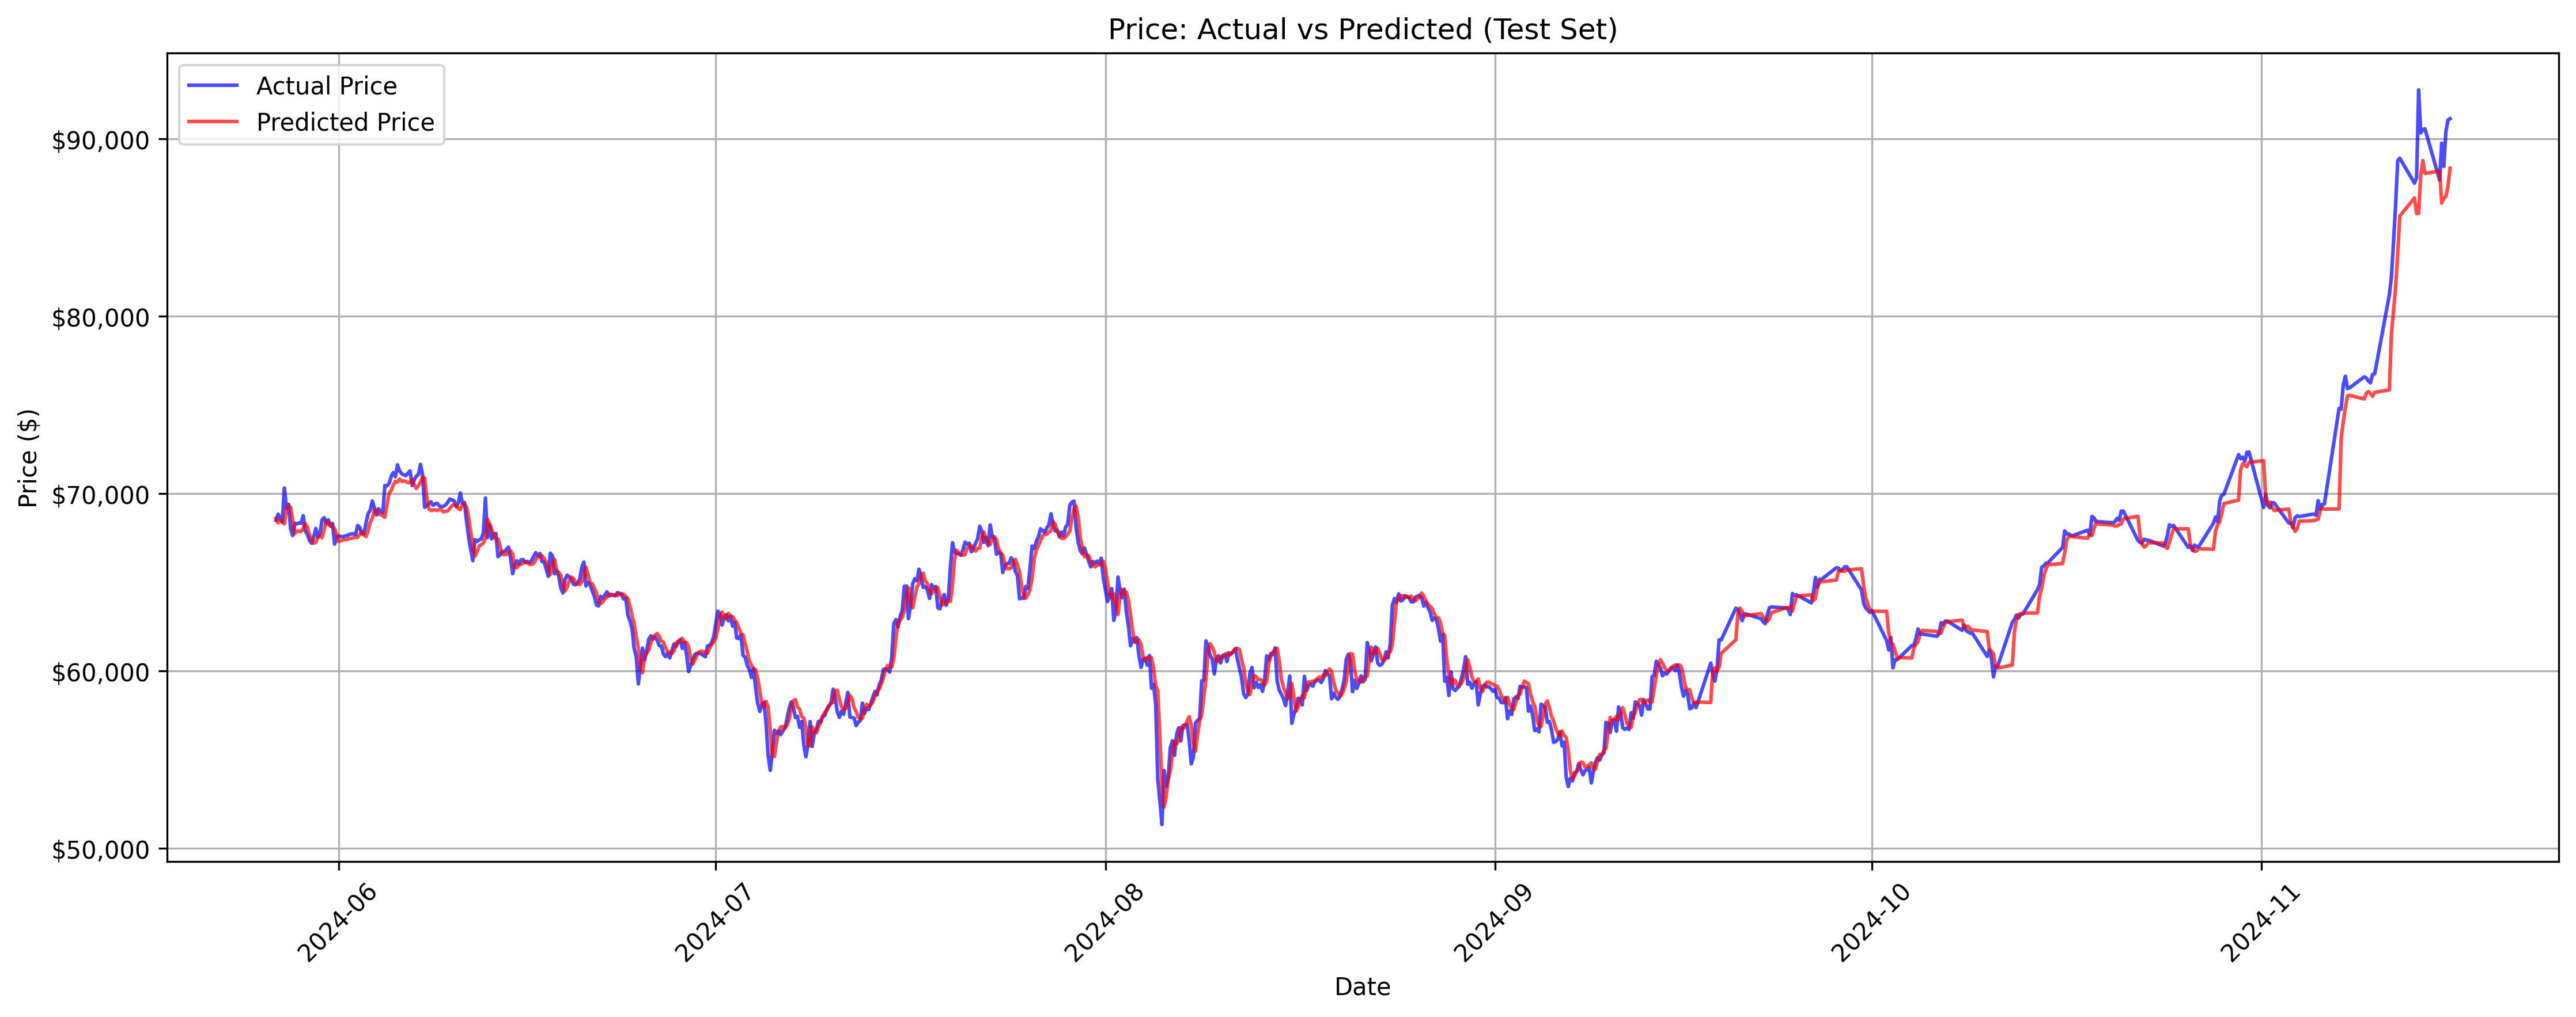 Price: Actual vs Predicted (Test Set)
Actual Price
Predicted Price
$90,000
$80,000
$70,000
$60,000
$50,000
Price ($)
2024-06
2024-07
2024-08
2024-09
2024-10
2024-11
Date